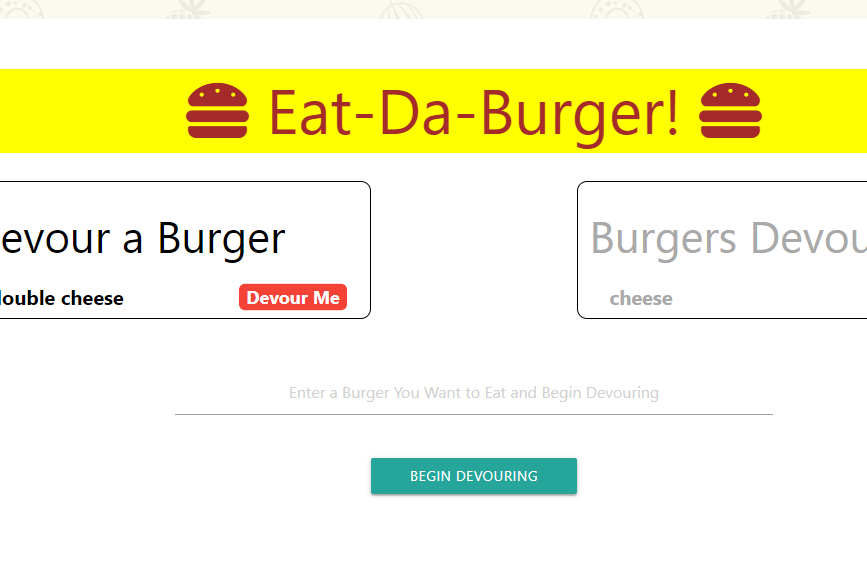 Eat-Da-Burger!
evour a Burger
double cheese
Devour Me
Burgers Devou
cheese
Enter a Burger You Want to Eat and Begin Devouring
BEGIN DEVOURING